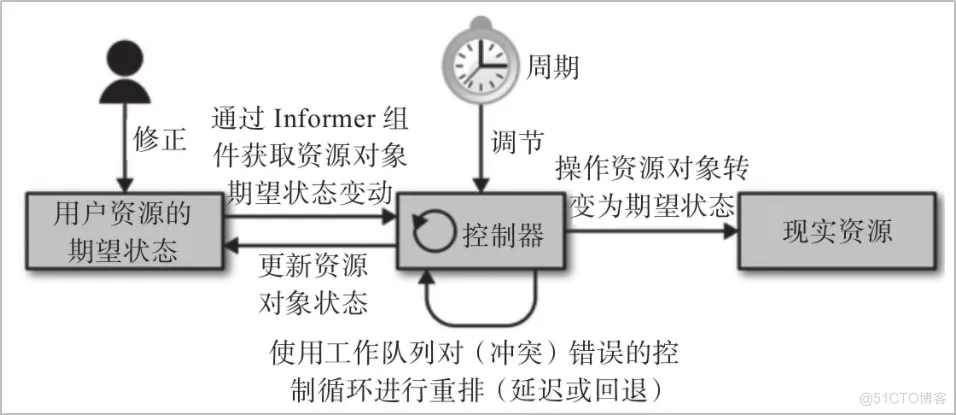 周期
修正
通过 Informer 组
件获取资源对象
期望状态变动
调节
操作资源对象转
变为期望状态
用户资源的
期望状态
控制器
现实资源
更新资源
对象状态
使用工作队列对（冲突）错误的控
制循环进行重排（延迟或回退）
@51CTO博客